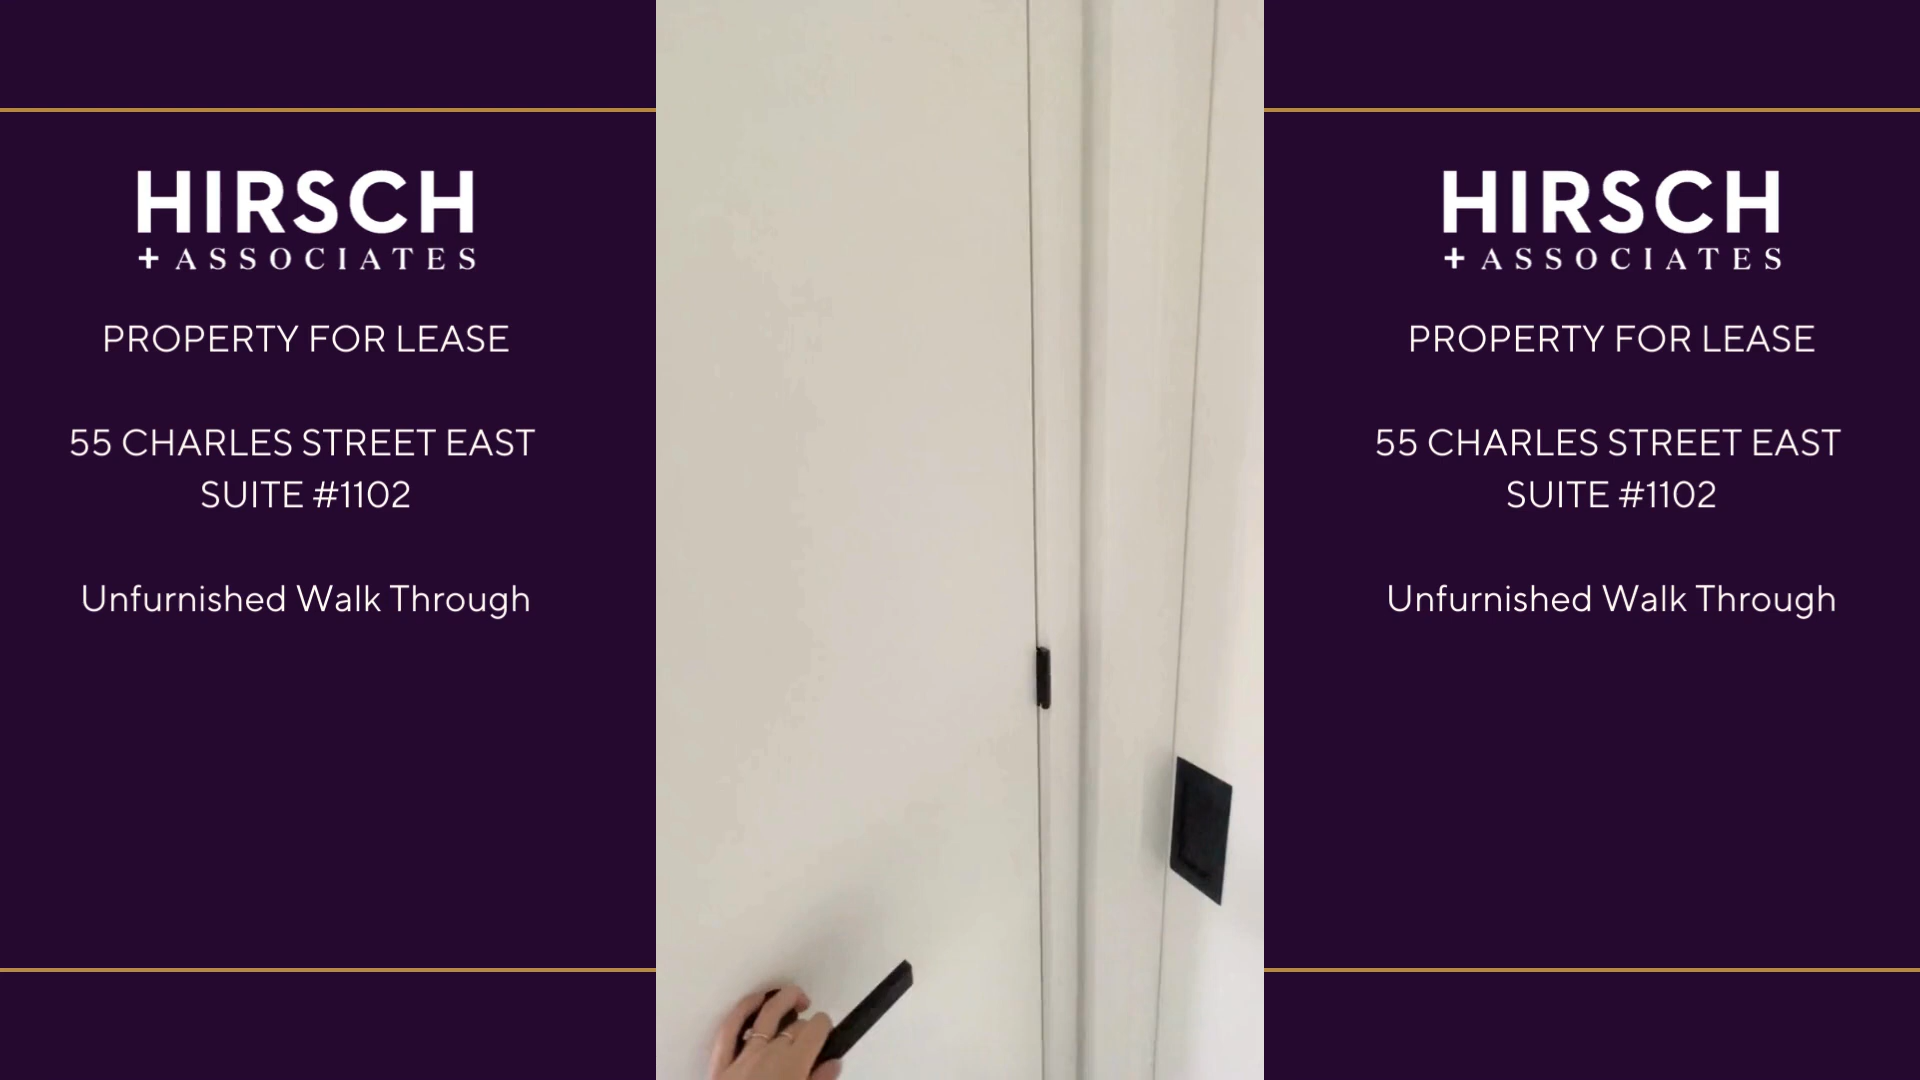 HIRSCH
+ ASSOCIATES
PROPERTY FOR LEASE
55 CHARLES STREET EAST
SUITE #1102
Unfurnished Walk Through
HIRSCH
+ ASSOCIATES
PROPERTY FOR LEASE
55 CHARLES STREET EAST
SUITE #1102
Unfurnished Walk Through